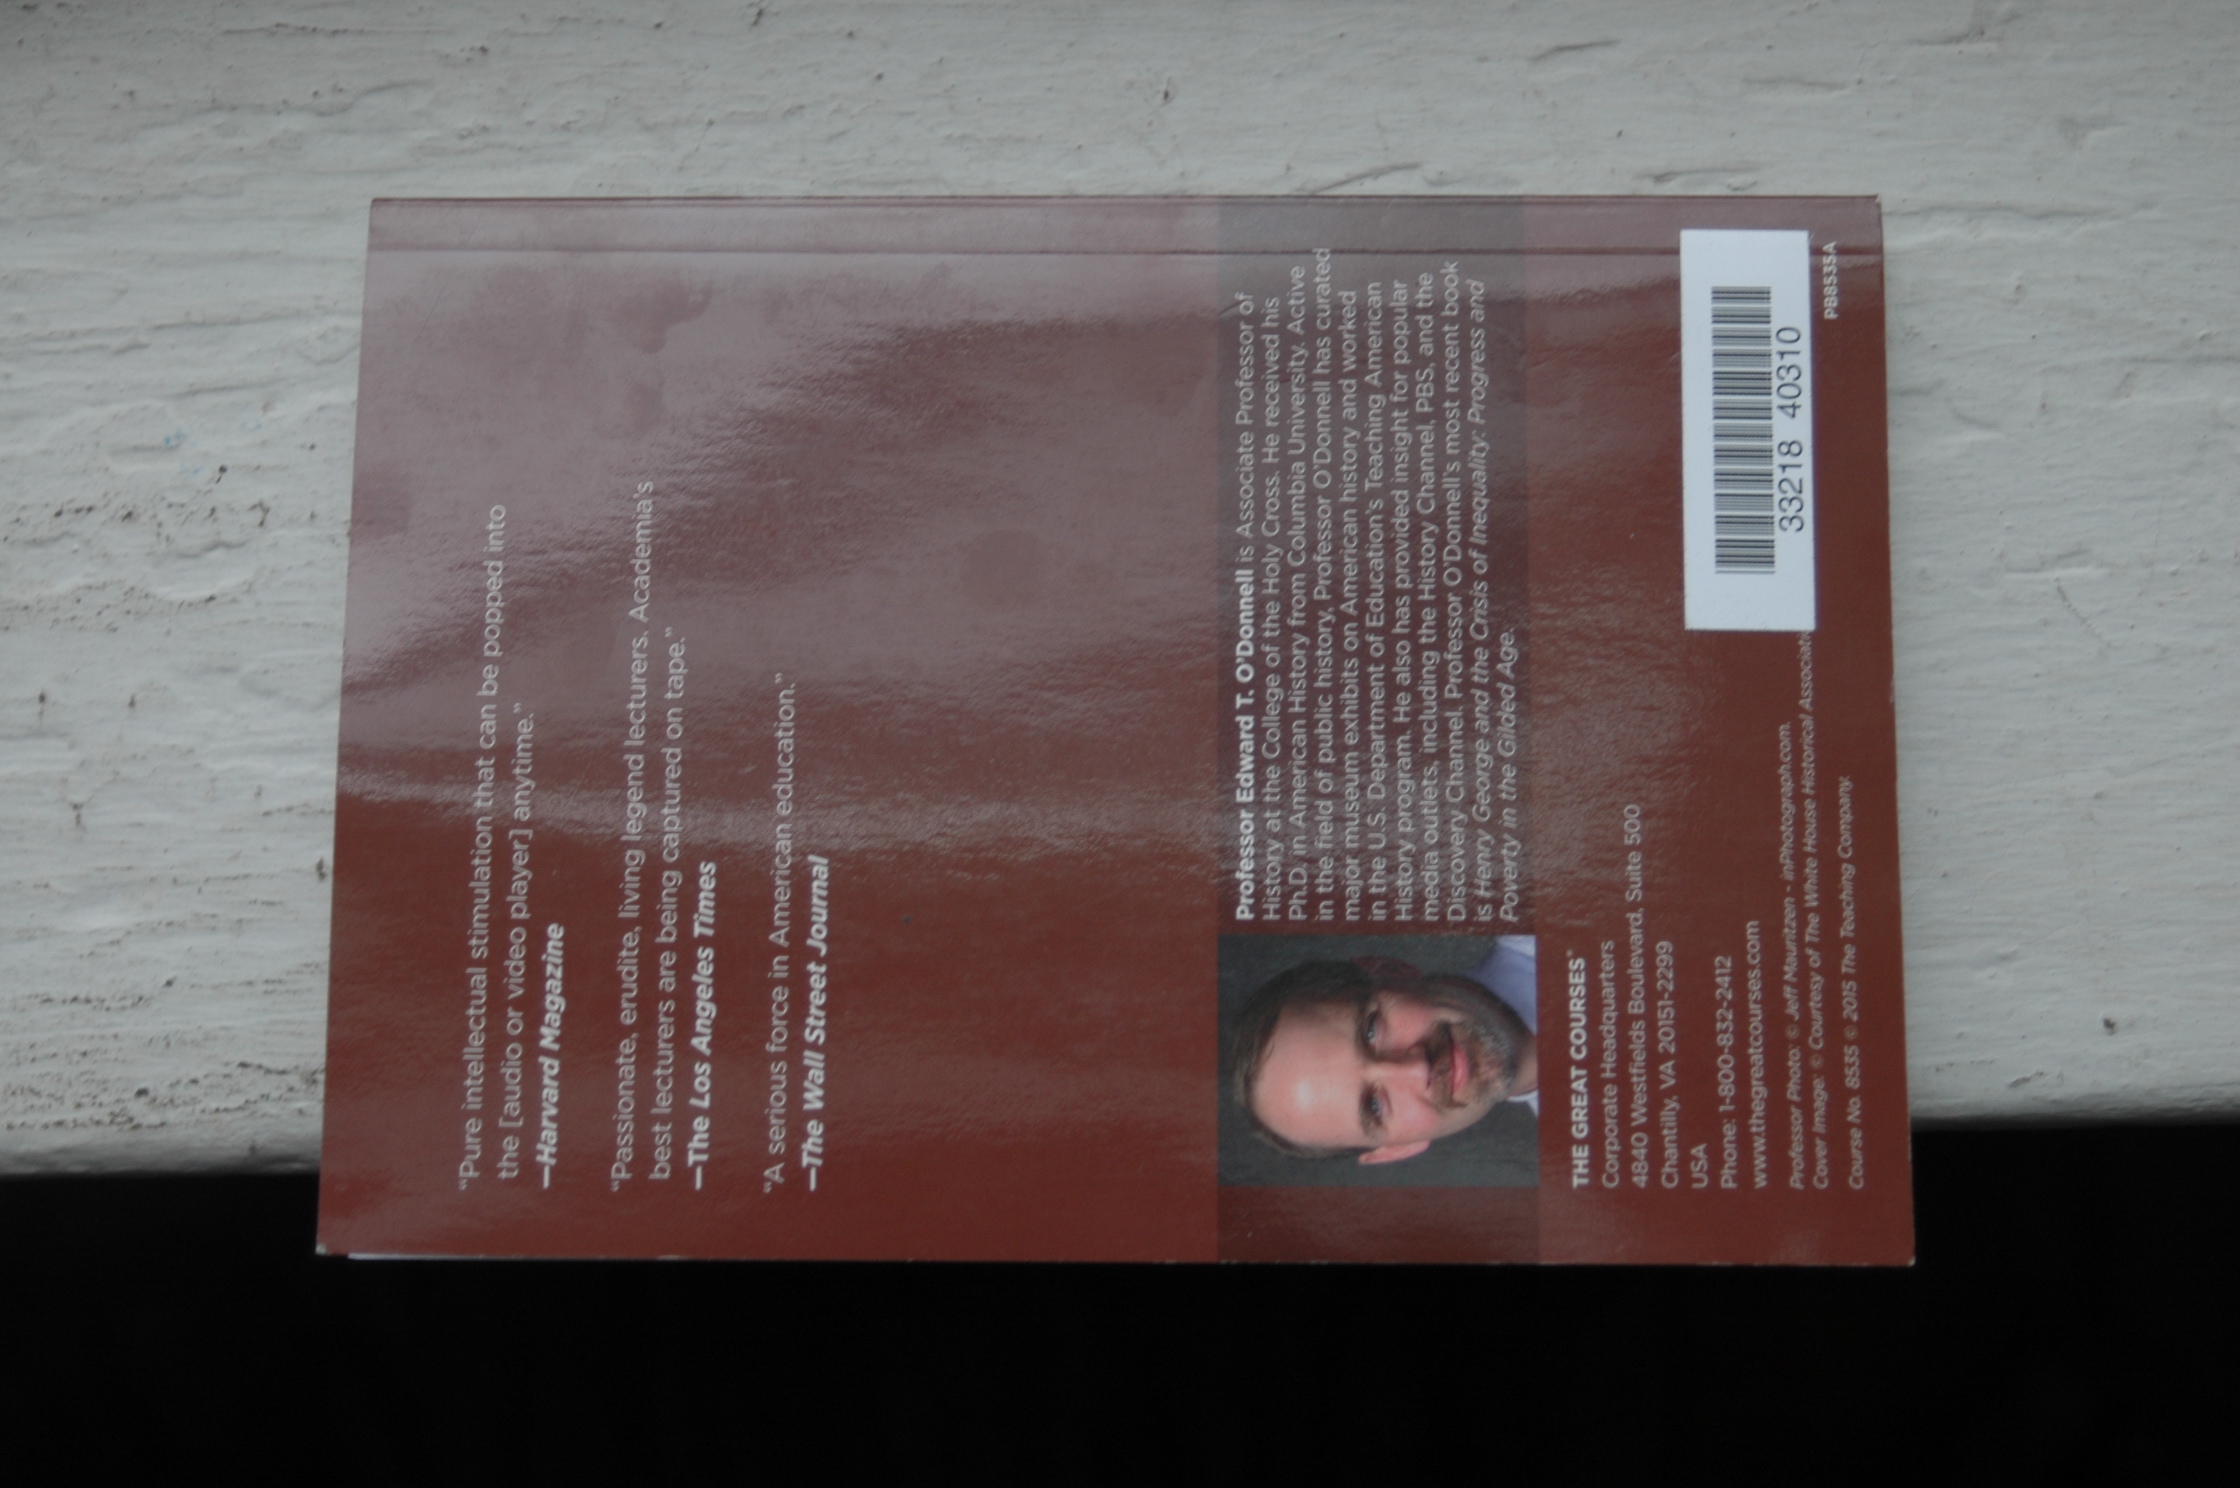 “Pure intellectual stimulation that can be popped into
the [audio or video player] anytime.”
—Harvard Magazine
“Passionate, erudite, living legend lecturers. Academia’s
best lecturers are being captured on tape.”
—The Los Angeles Times
“A serious force in American education.”
—The Wall Street Journal
Professor Edward T. O’Donnell is Associate Professor of
History at the College of the Holy Cross. He received his
Ph.D. in American History from Columbia University. Active
in the field of public history, Professor O’Donnell has curated
major museum exhibits on American history and worked
in the U.S. Department of Education’s Teaching American
History program. He also has provided insight for popular
media outlets, including the History Channel, PBS, and the
Discovery Channel. Professor O’Donnell’s most recent book
is Henry George and the Crisis of Inequality: Progress and
Poverty in the Gilded Age.
THE GREAT COURSES
Corporate Headquarters
4840 Westfields Boulevard, Suite 500
Chantilly, VA 20151-2299
USA
Phone: 1-800-832-2412
www.thegreatcourses.com
Professor Photo: © Jeff Mauritzen - inPhotograph.com.
Cover Image: © Courtesy of The White House Historical Associati
Course No. 8535 © 2015 The Teaching Company.
33218 40310
PB8535A